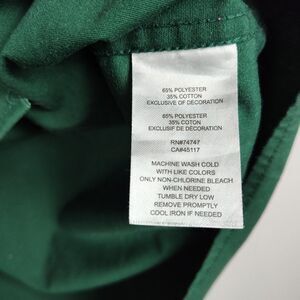 65% POLYESTER
35% COTTON
EXCLUSIVE OF DECORATION
65% POLYESTER
35% COTON
EXCLUSIF DE DÉCORATION
RN#74747
CA#45117
MACHINE WASH COLD
WITH LIKE COLORS
ONLY NON-CHLORINE BLEACH
WHEN NEEDED
TUMBLE DRY LOW
REMOVE PROMPTLY
COOL IRON IF NEEDED